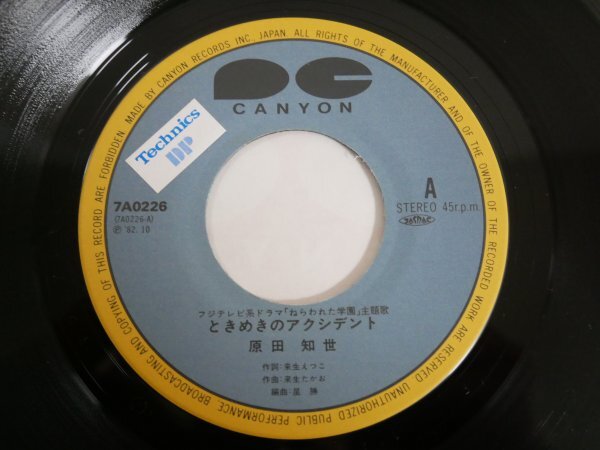 MADE BY CANYON RECORDS INC., JAPAN ALL RIGHTS OF THE MANUFACTURER AND OF THE OWNER OF THE RECORDED WORK ARE RESERVED UNAUTHORIZED PUBLIC PERFORMANCE BROADCASTING AND COPYING OF THIS RECORD ARE FORBIDDEN.
CANYON
Technics
DP
7A0226
(7A0226-A)
Ⓟ '82. 10
A
STEREO 45r.p.m.
フジテレビ系ドラマ「ねらわれた学園」主題歌
ときめきのアクシデント
原田 知世
作詞:来生えつこ
作曲:来生たかお
編曲:星 勝